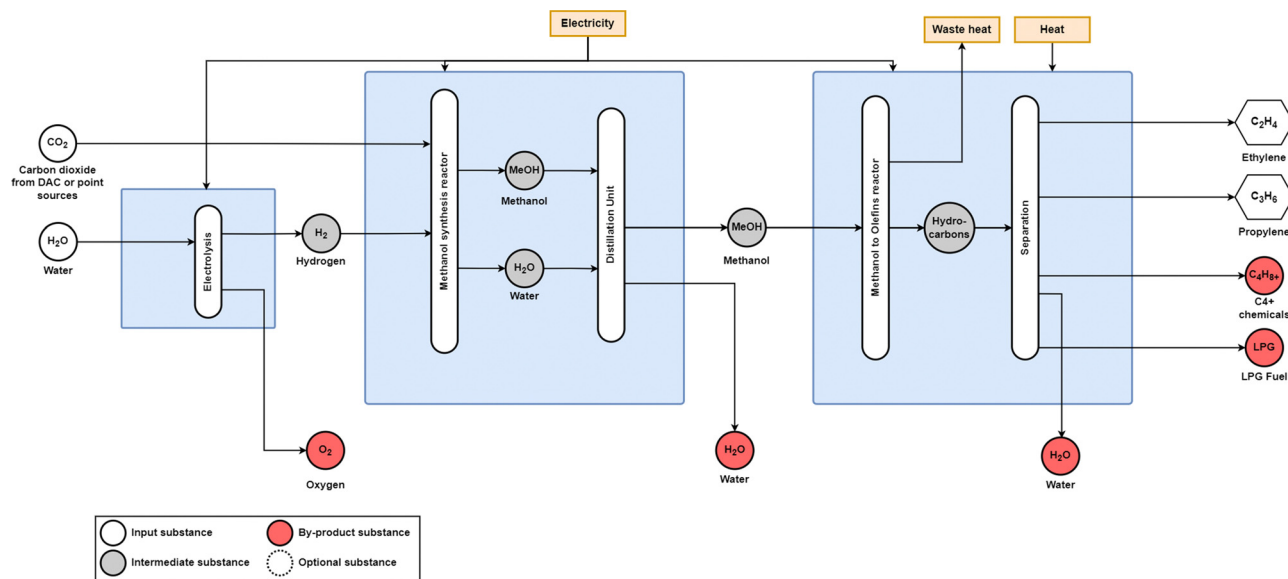 Electricity
Waste heat
Heat
CO₂
Carbon dioxide
from DAC or point
sources
H₂O
Water
Electrolysis
H₂
Hydrogen
O₂
Oxygen
Methanol synthesis reactor
MeOH
Methanol
H₂O
Water
Distillation Unit
MeOH
Methanol
H₂O
Water
Methanol to Olefins reactor
Hydro-
carbons
Separation
C₂H₄
Ethylene
C₃H₆
Propylene
C₄H₈₊
C4+
chemicals
LPG
LPG Fuel
H₂O
Water
Input substance
By-product substance
Intermediate substance
Optional substance